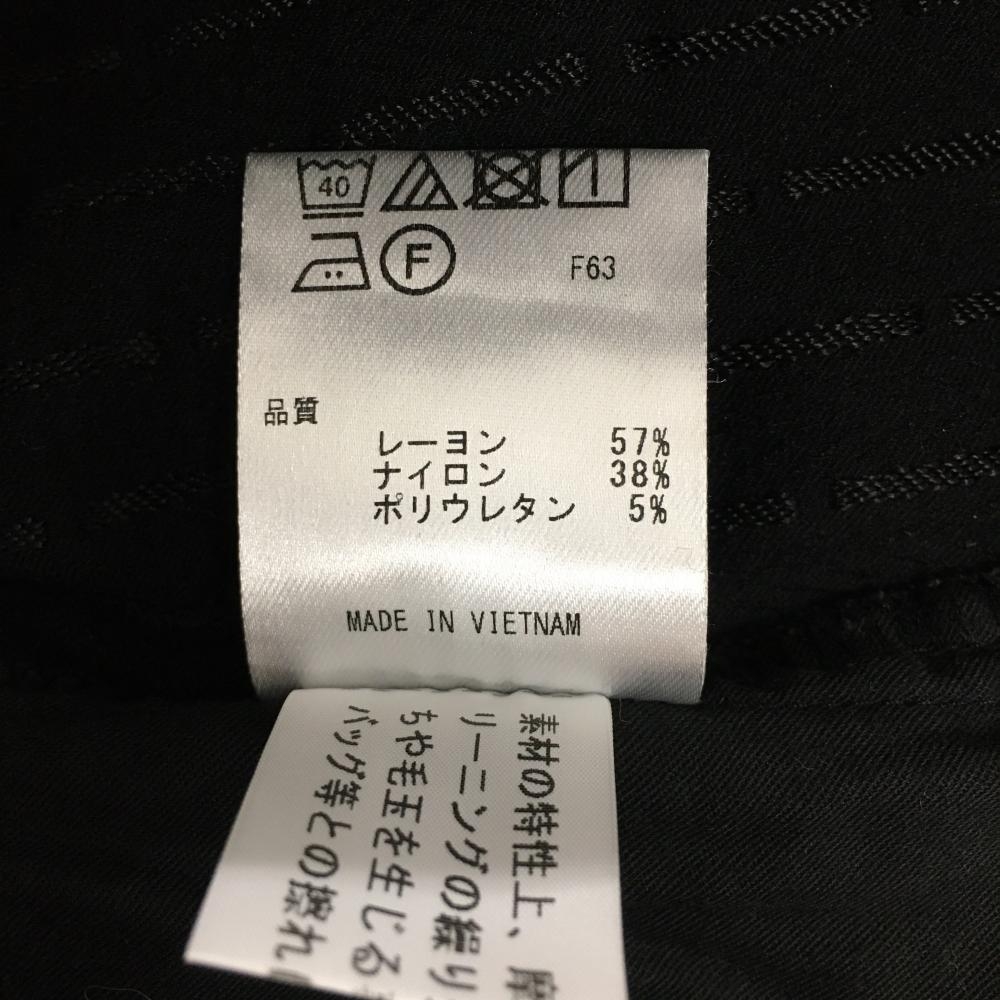 40
F
F63
品質
レーヨン 57%
ナイロン 38%
ポリウレタン 5%
MADE IN VIETNAM
素材の特性上、摩
リーニングの繰り
ちや毛玉を生じる
バッグ等との擦れ